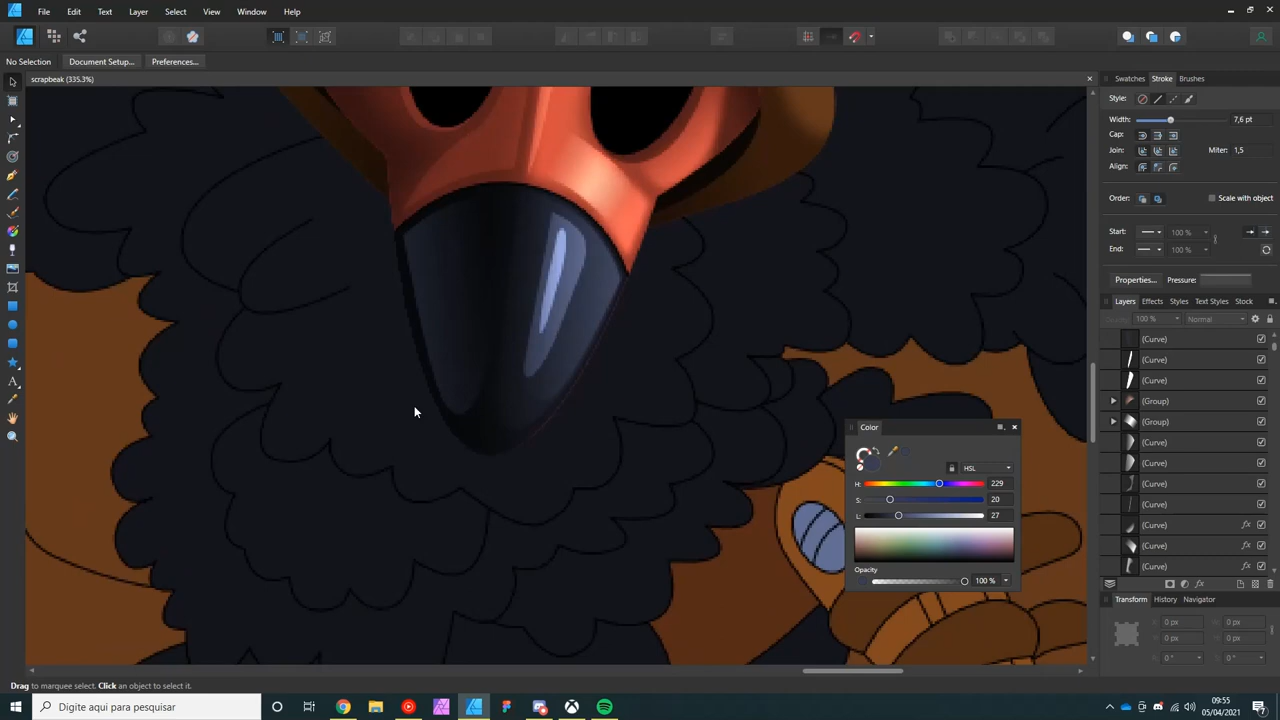 File Edit Text Layer Select View Window Help
No Selection Document Setup... Preferences...
scrapbeak (335.3%)
Swatches Stroke Brushes
Style:
Width: 7,6 pt
Cap:
Join: Miter: 1,5
Align:
Order: Scale with object
Start: 100 %
End: 100 %
Properties... Pressure:
Layers Effects Styles Text Styles Stock
Opacity 100 % Normal
(Curve)
(Curve)
(Curve)
(Group)
(Group)
(Curve)
(Curve)
(Curve)
(Curve)
(Curve)
(Curve)
(Curve)
Color
HSL
H: 229
S: 20
L: 27
Opacity
100 %
Transform History Navigator
X: 0 px Y: 0 px
W: 0 px H: 0 px
R: 0 ° S: 0 °
Drag to marquee select. Click an object to select it.
Digite aqui para pesquisar
09:55
05/04/2021